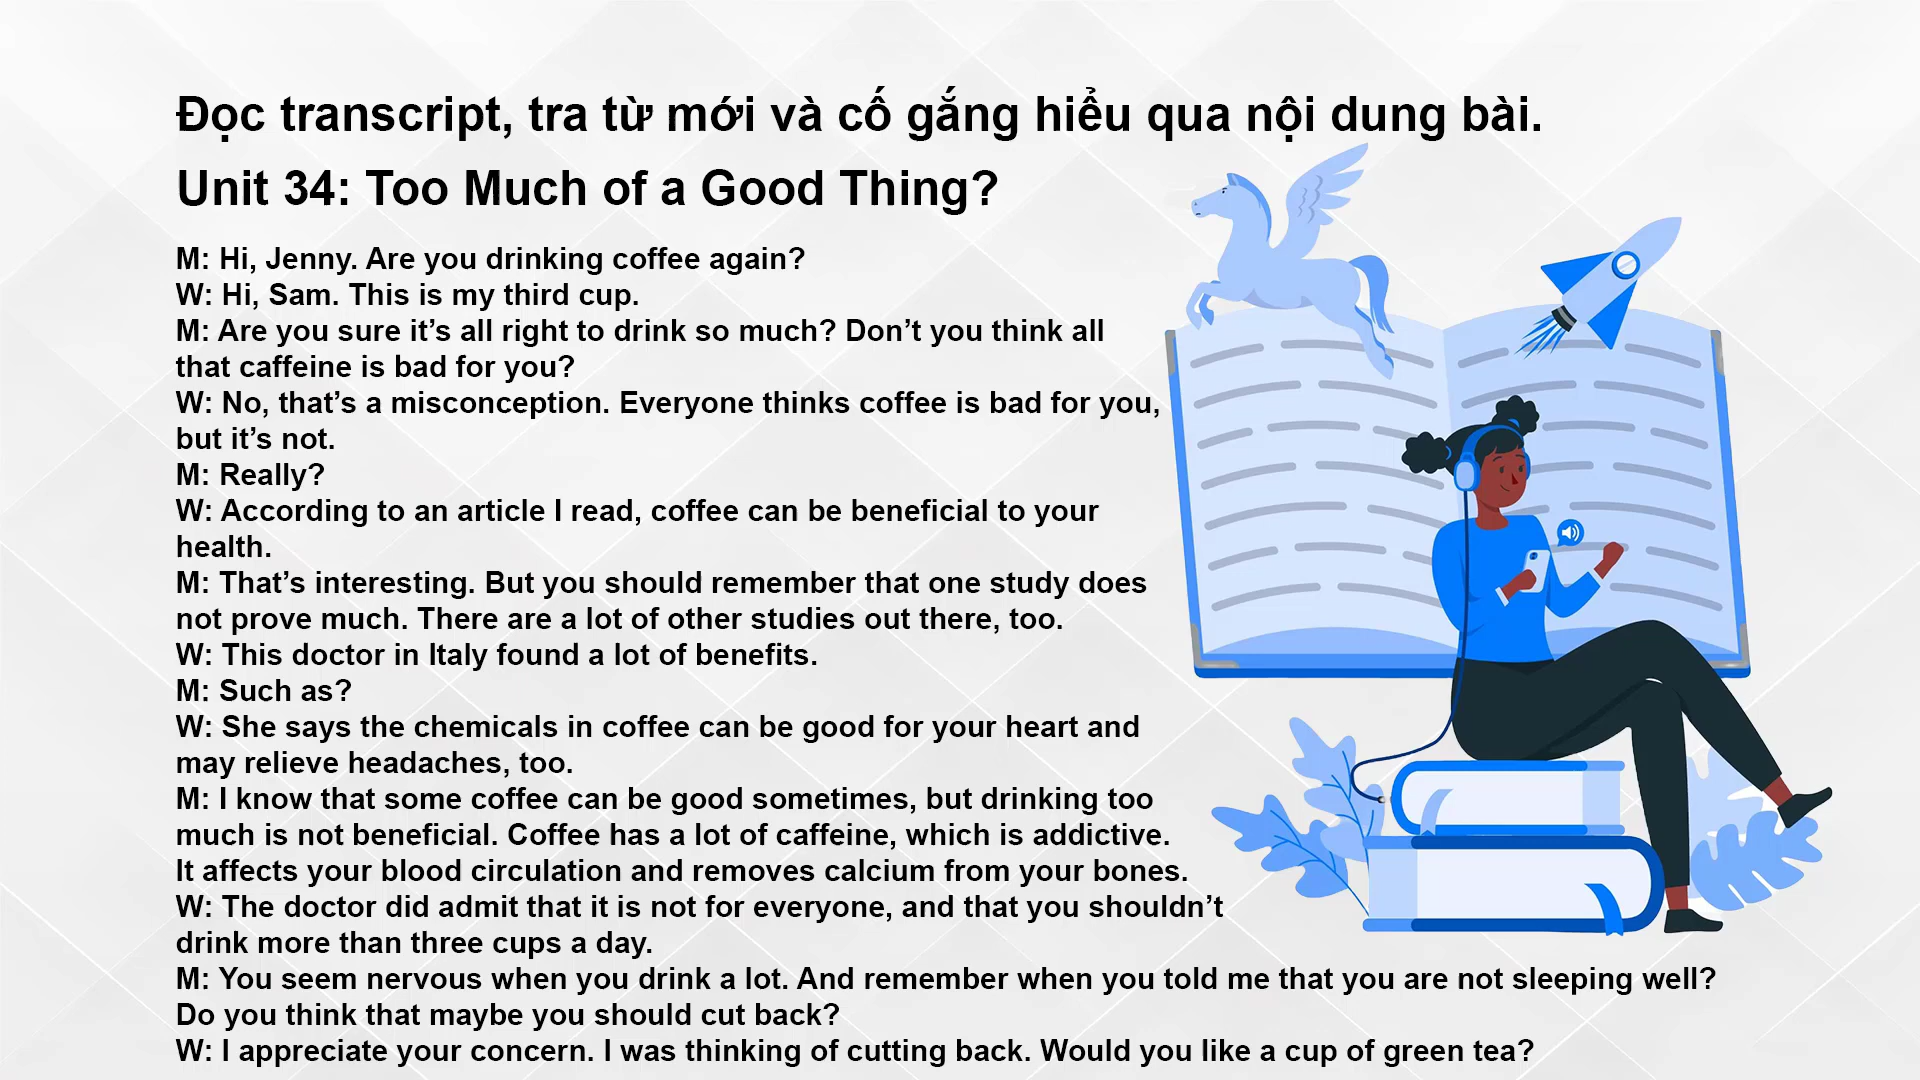 Đọc transcript, tra từ mới và cố gắng hiểu qua nội dung bài.
Unit 34: Too Much of a Good Thing?
M: Hi, Jenny. Are you drinking coffee again?
W: Hi, Sam. This is my third cup.
M: Are you sure it’s all right to drink so much? Don’t you think all
that caffeine is bad for you?
W: No, that’s a misconception. Everyone thinks coffee is bad for you,
but it’s not.
M: Really?
W: According to an article I read, coffee can be beneficial to your
health.
M: That’s interesting. But you should remember that one study does
not prove much. There are a lot of other studies out there, too.
W: This doctor in Italy found a lot of benefits.
M: Such as?
W: She says the chemicals in coffee can be good for your heart and
may relieve headaches, too.
M: I know that some coffee can be good sometimes, but drinking too
much is not beneficial. Coffee has a lot of caffeine, which is addictive.
It affects your blood circulation and removes calcium from your bones.
W: The doctor did admit that it is not for everyone, and that you shouldn’t
drink more than three cups a day.
M: You seem nervous when you drink a lot. And remember when you told me that you are not sleeping well?
Do you think that maybe you should cut back?
W: I appreciate your concern. I was thinking of cutting back. Would you like a cup of green tea?